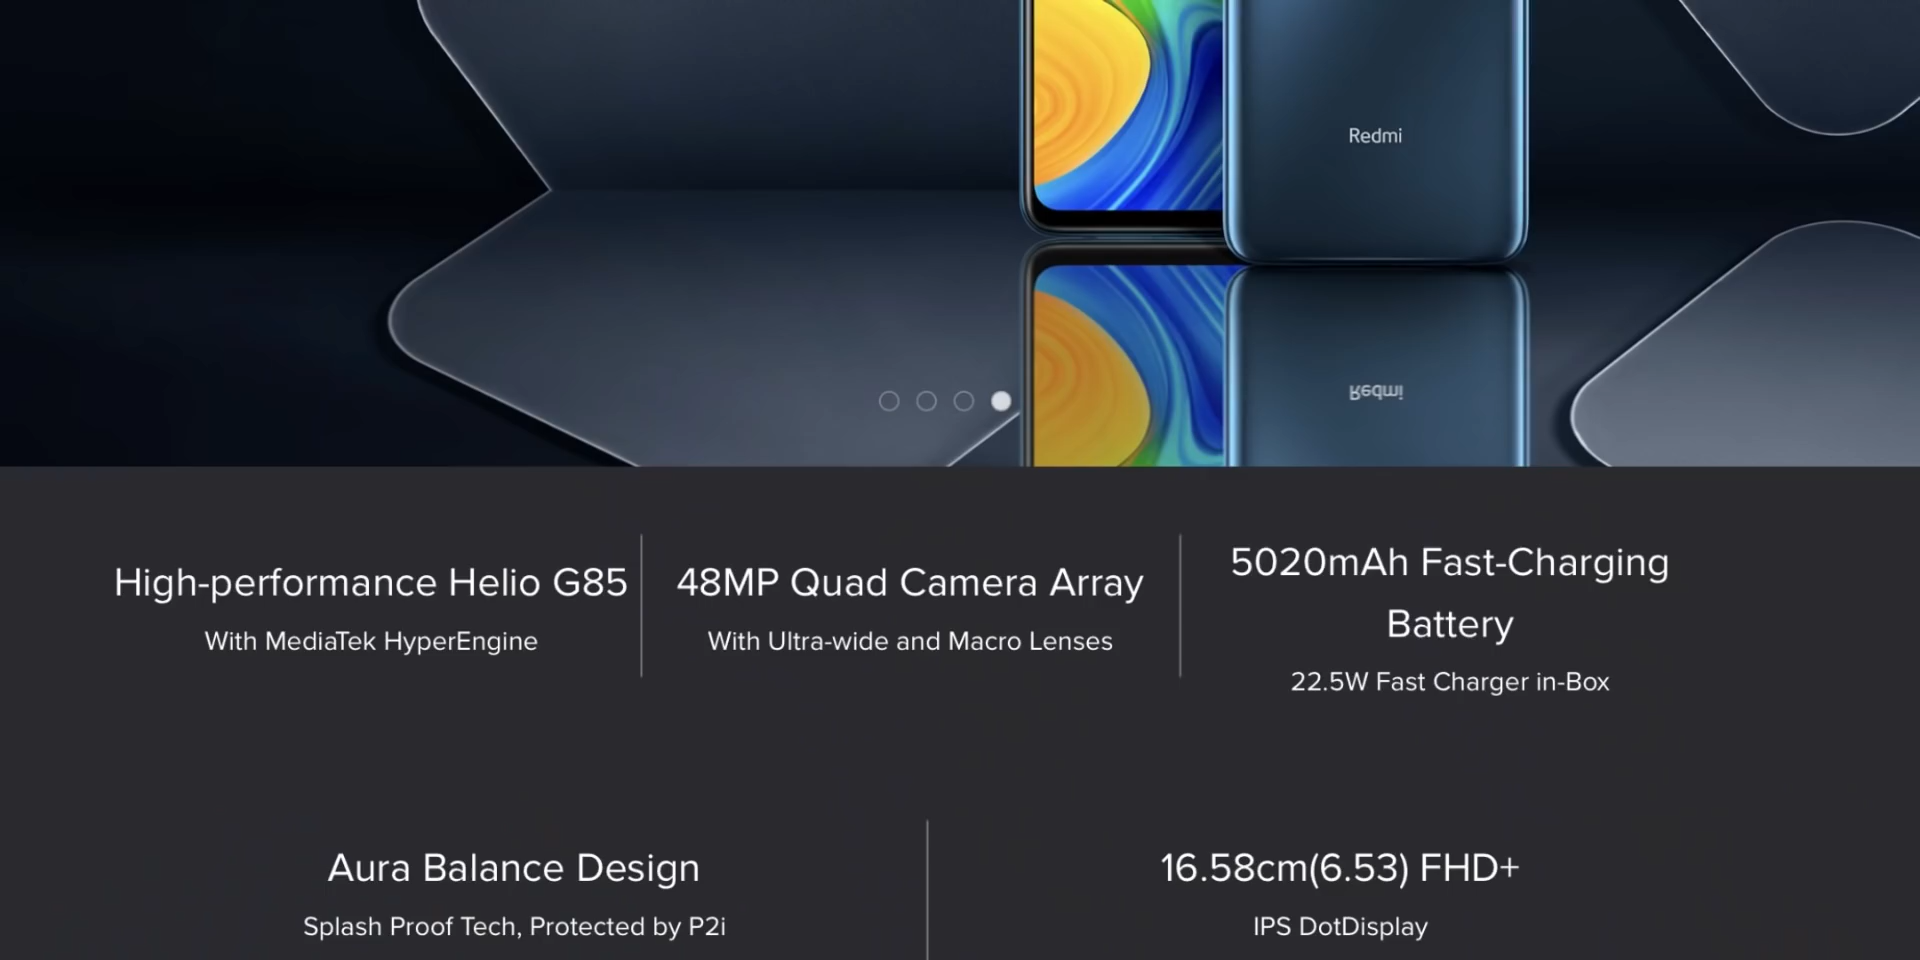 Redmi
Redmi
High-performance Helio G85
With MediaTek HyperEngine
48MP Quad Camera Array
With Ultra-wide and Macro Lenses
5020mAh Fast-Charging
Battery
22.5W Fast Charger in-Box
Aura Balance Design
Splash Proof Tech, Protected by P2i
16.58cm(6.53) FHD+
IPS DotDisplay